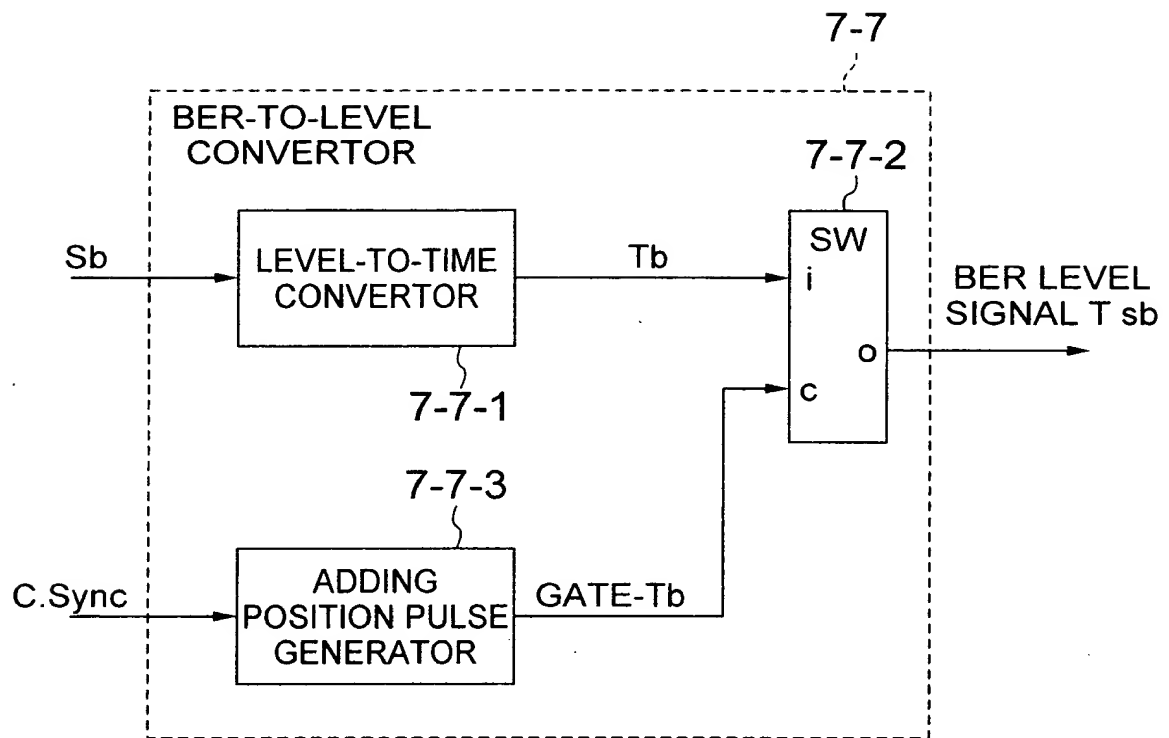 7-7
BER-TO-LEVEL
CONVERTOR
7-7-2
Sb
LEVEL-TO-TIME
CONVERTOR
Tb
SW
i
o
c
BER LEVEL
SIGNAL T sb
7-7-1
7-7-3
C.Sync
ADDING
POSITION PULSE
GENERATOR
GATE-Tb